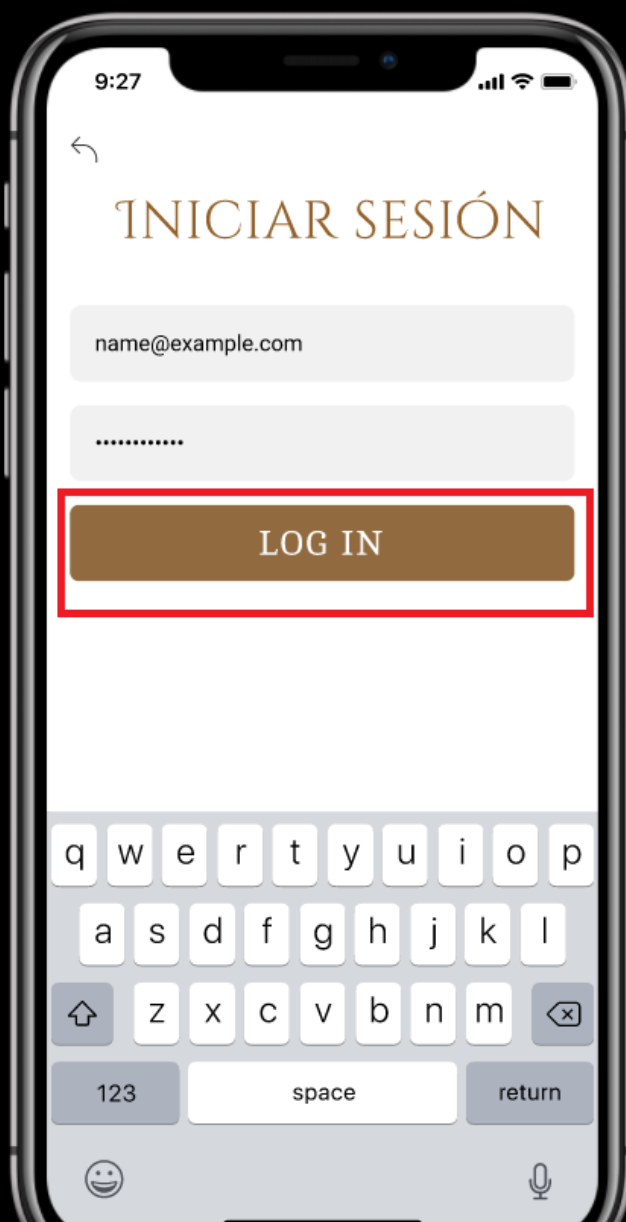 9:27
INICIAR SESIÓN
name@example.com
••••••••••••
LOG IN
q w e r t y u i o p
a s d f g h j k l
z x c v b n m
123 space return